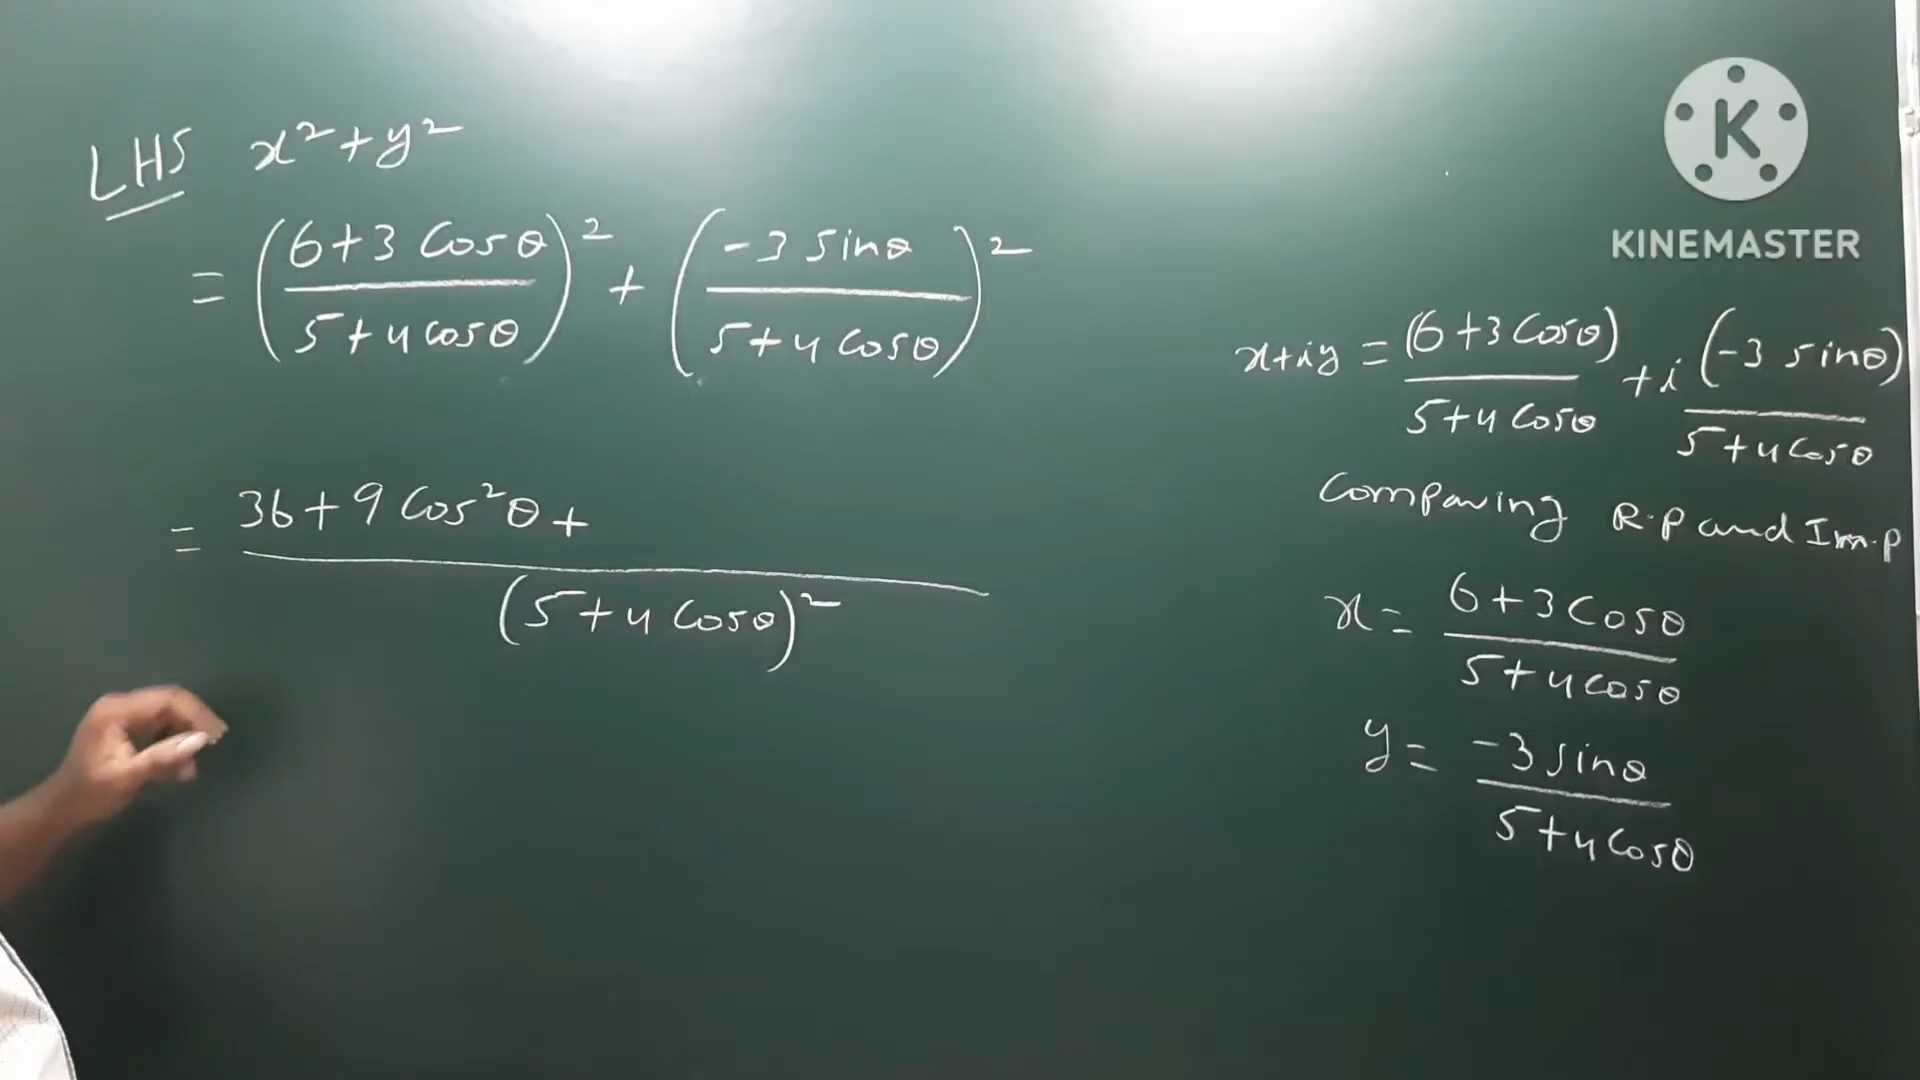 LHS x²+y²
= (6+3 Cosθ / 5+4 cosθ)² + (-3 sinθ / 5+4 cosθ)²
= 36+9 Cos²θ + / (5+4 Cosθ)²
K
KINEMASTER
x+iy = (6+3 Cosθ) / 5+4 Cosθ + i (-3 sinθ) / 5+4 Cosθ
Comparing R.P and Im.P
x = 6+3 Cosθ / 5+4 cosθ
y = -3 sinθ / 5+4 Cosθ